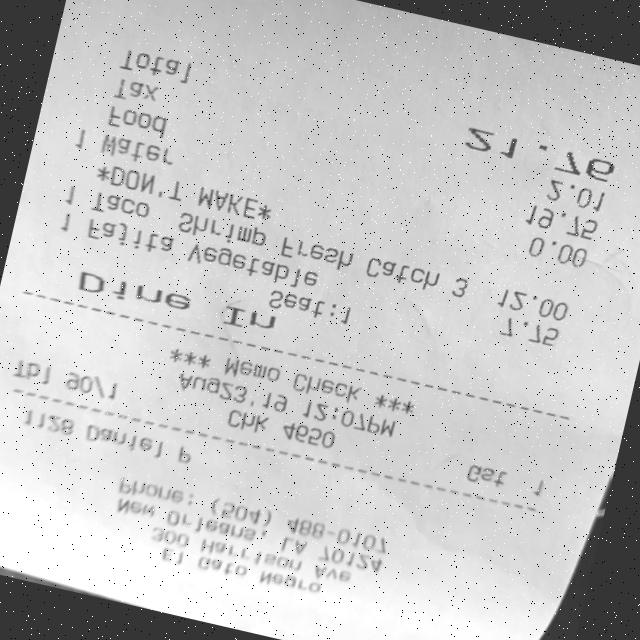 El Gato Negro
300 Harrison Ave
New Orleans, LA 70124
Phone: (504) 488-0107
1128 Daniel P
Chk 4650
Tbl 90/1 Aug23'19 12:07PM Gst 1
*** Memo Check ***
Dine In
Seat:1
1 Fajita Vegetable 7.75
1 Taco Shrimp Fresh Catch 3 12.00
*DON'T MAKE*
1 Water 0.00
Food 19.75
Tax 2.01
Total 21.76